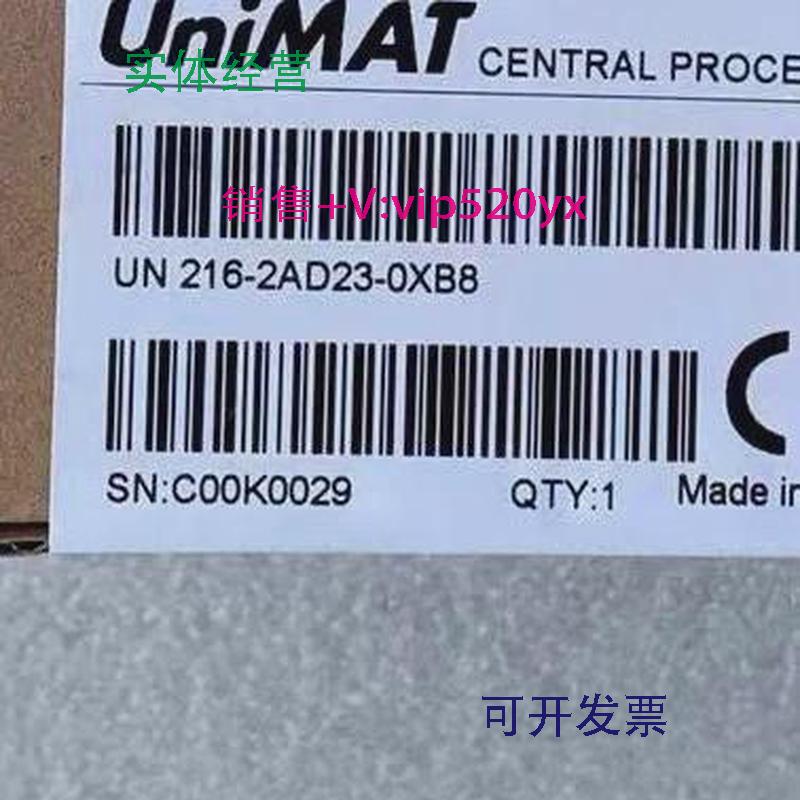 UniMAT
实体经营
CENTRAL PROCE
销售+V:vip520yx
UN 216-2AD23-0XB8
SN:C00K0029
QTY:1
Made in
可开发票